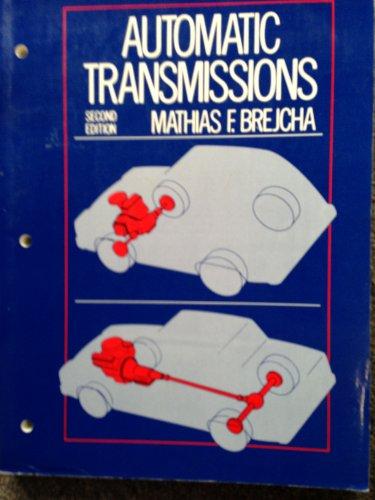 AUTOMATIC
TRANSMISSIONS
SECOND
EDITION
MATHIAS F. BREJCHA